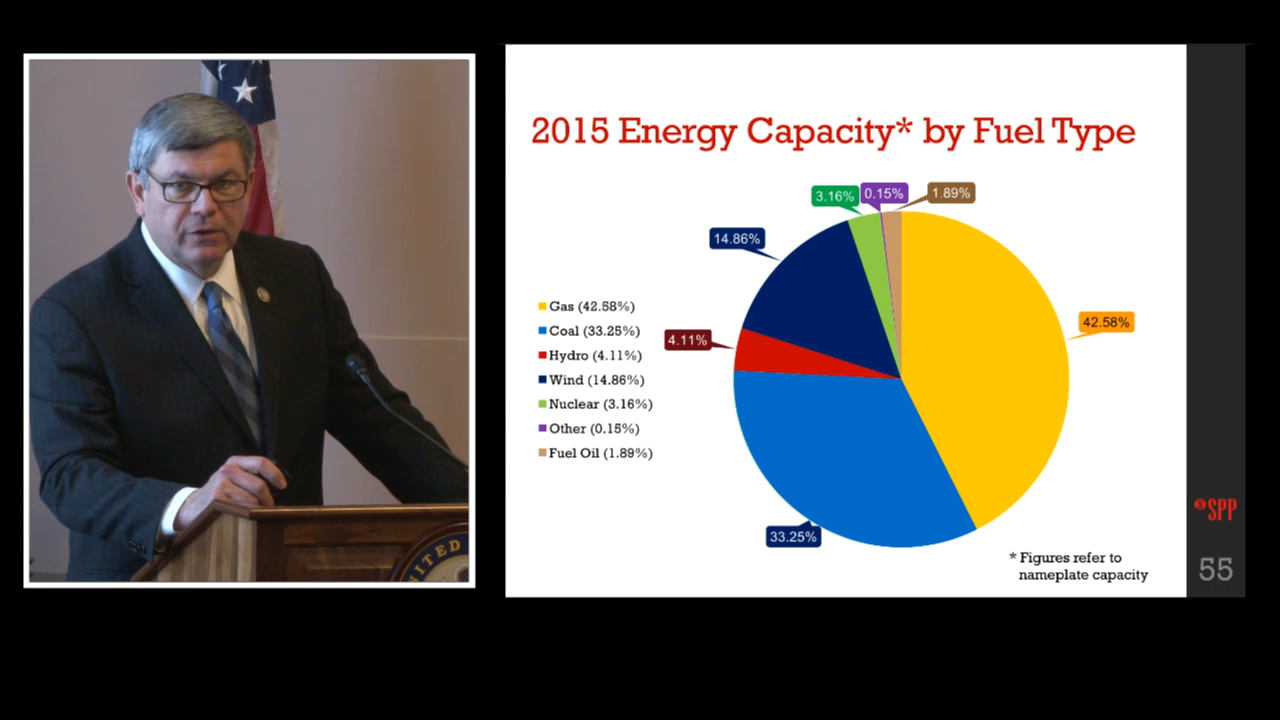 2015 Energy Capacity* by Fuel Type
3.16%
0.15%
1.89%
14.86%
42.58%
4.11%
33.25%
Gas (42.58%)
Coal (33.25%)
Hydro (4.11%)
Wind (14.86%)
Nuclear (3.16%)
Other (0.15%)
Fuel Oil (1.89%)
* Figures refer to
nameplate capacity
SPP
55
ITED